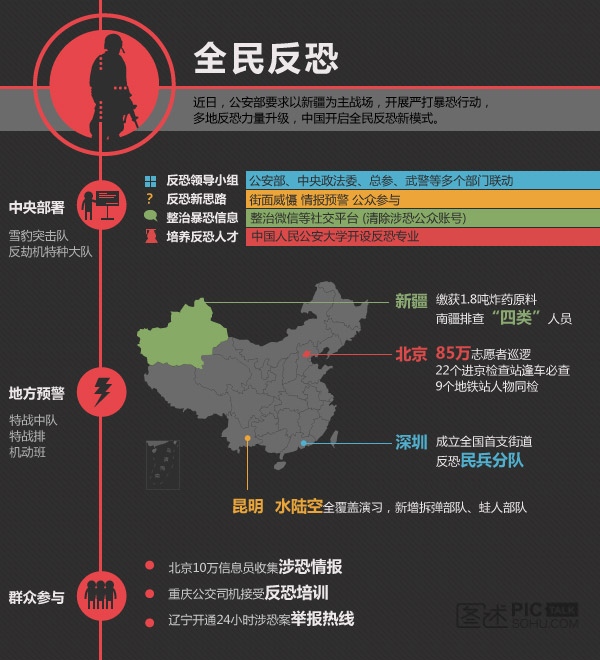 全民反恐
近日，公安部要求以新疆为主战场，开展严打暴恐行动，
多地反恐力量升级，中国开启全民反恐新模式。
中央部署
雪豹突击队
反劫机特种大队
反恐领导小组 公安部、中央政法委、总参、武警等多个部门联动
? 反恐新思路 街面威慑 情报预警 公众参与
整治暴恐信息 整治微信等社交平台 (清除涉恐公众账号)
培养反恐人才 中国人民公安大学开设反恐专业
地方预警
特战中队
特战排
机动班
新疆 缴获1.8吨炸药原料
南疆排查“四类”人员
北京 85万志愿者巡逻
22个进京检查站逢车必查
9个地铁站人物同检
深圳 成立全国首支街道
反恐民兵分队
昆明 水陆空全覆盖演习，新增拆弹部队、蛙人部队
群众参与
北京10万信息员收集涉恐情报
重庆公交司机接受反恐培训
辽宁开通24小时涉恐案举报热线
图述 PIC TALK
SOHU.COM